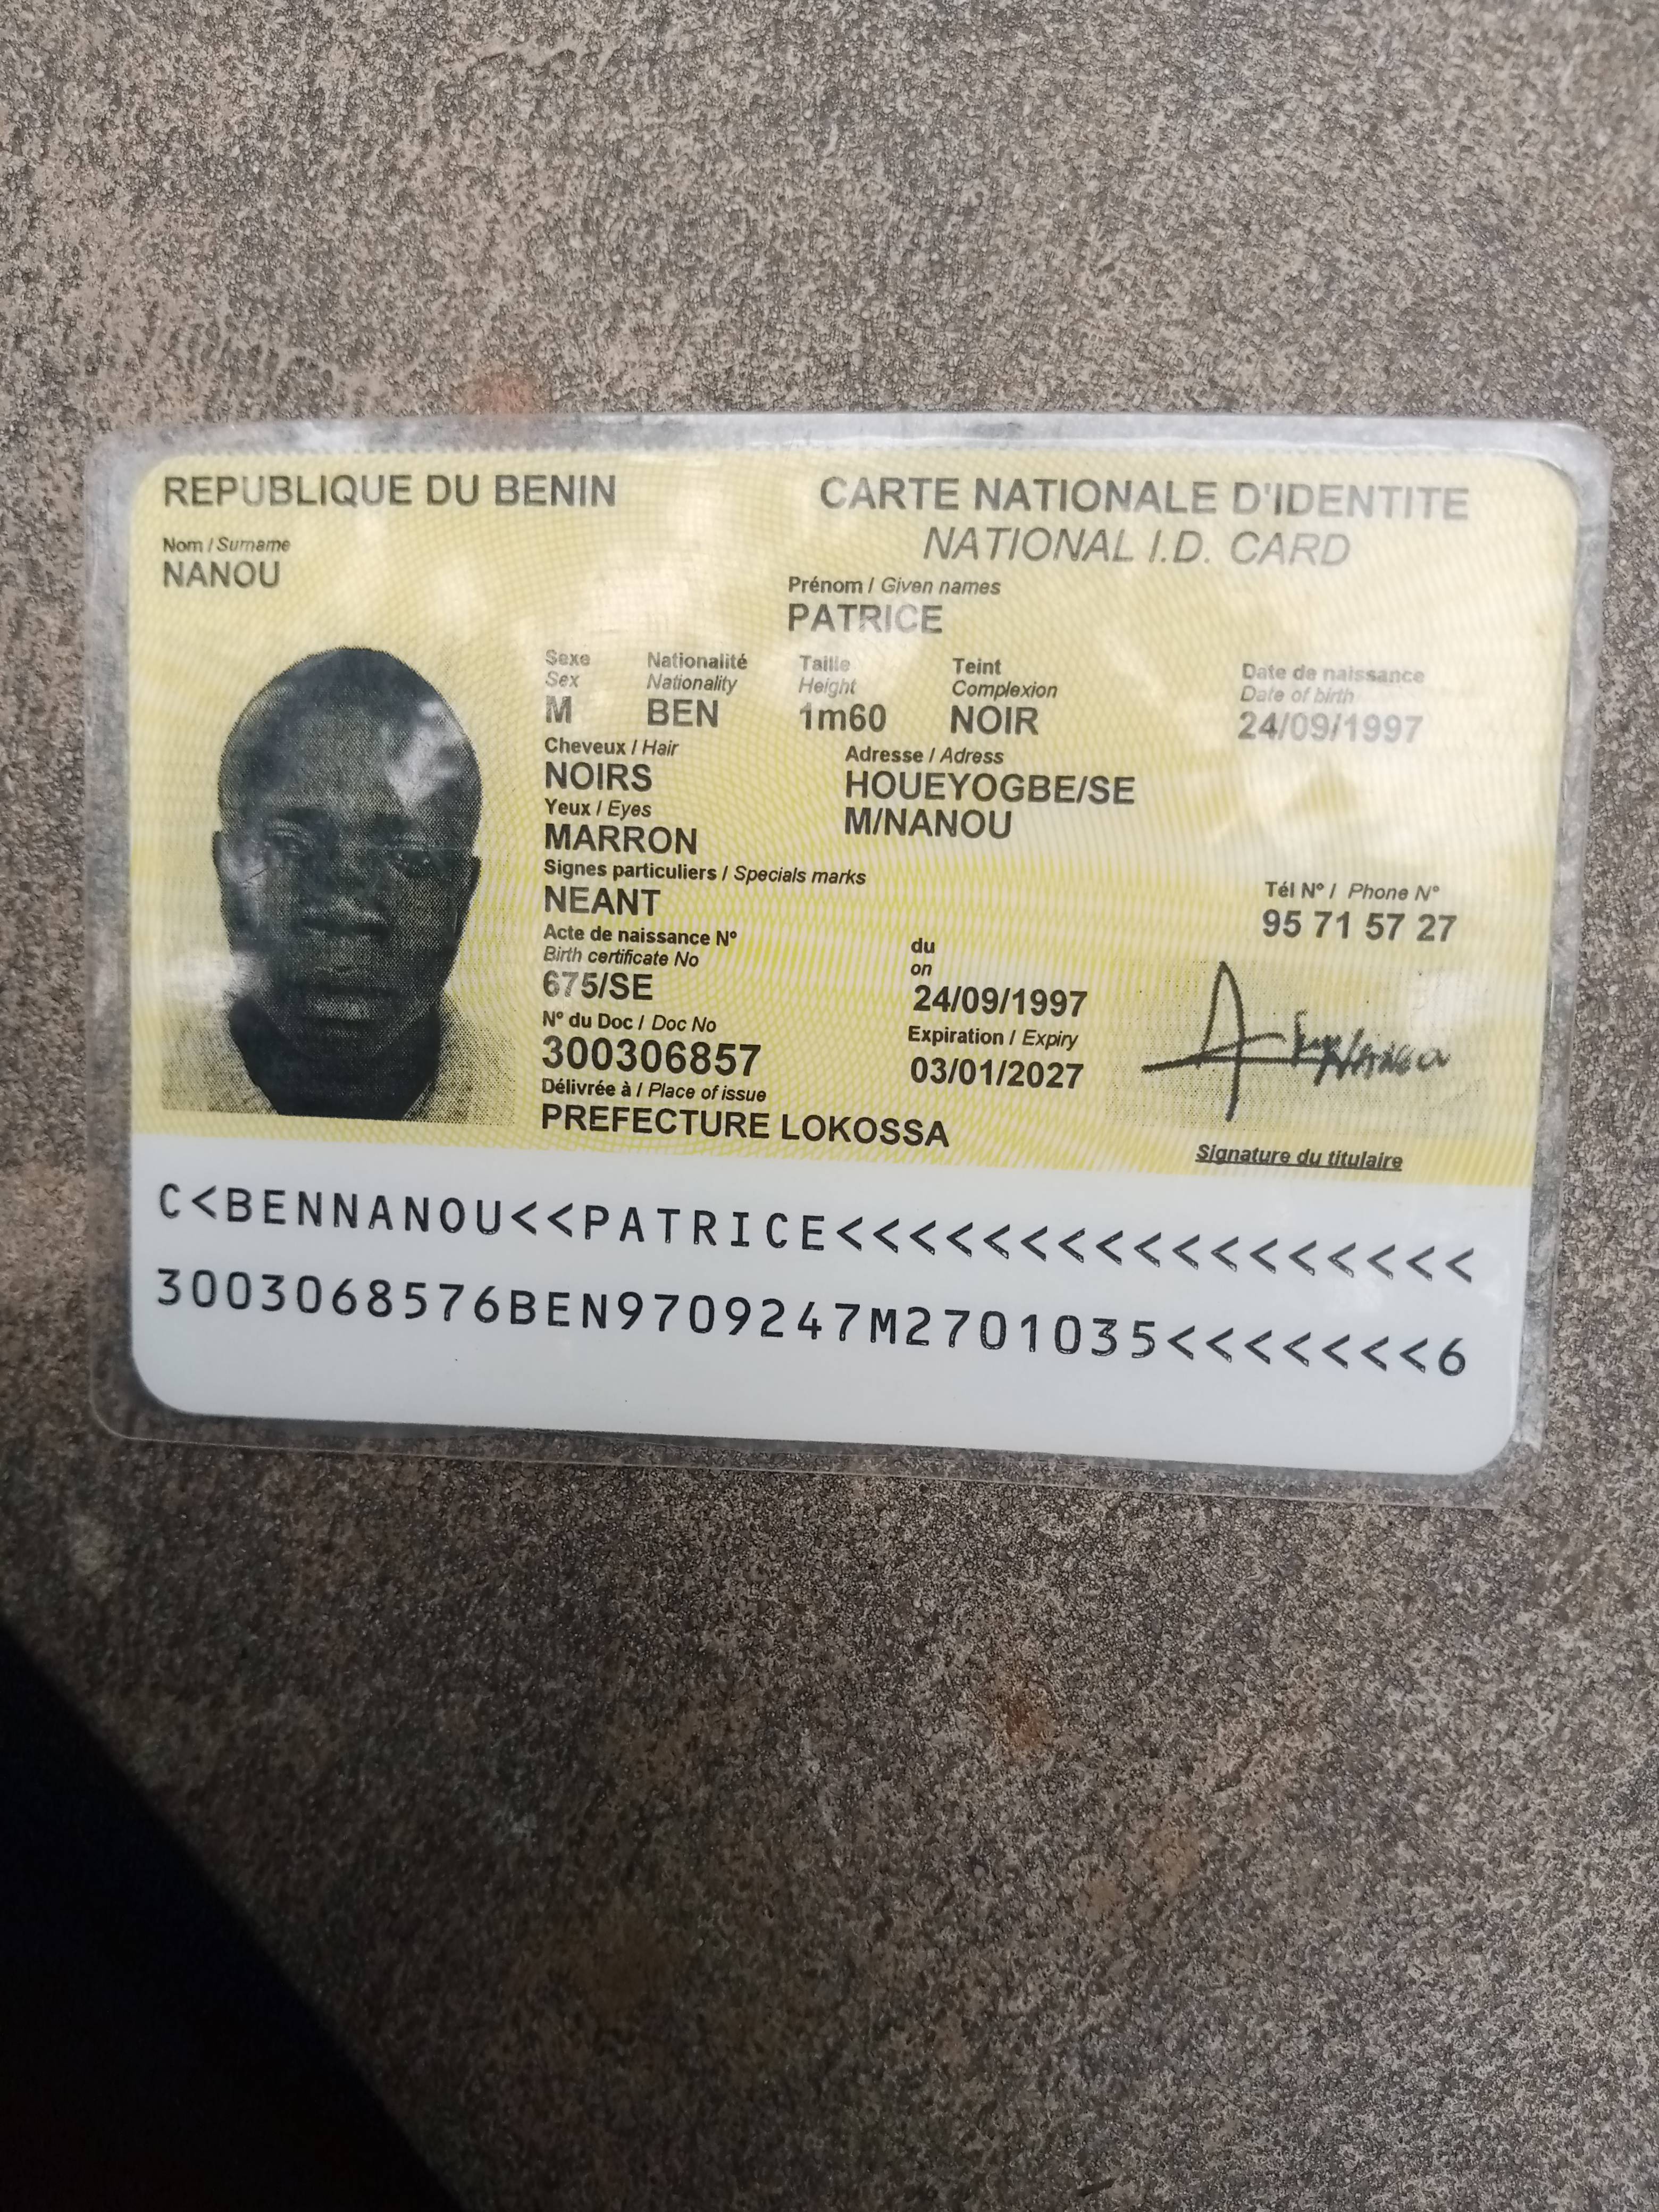 REPUBLIQUE DU BENIN
CARTE NATIONALE D'IDENTITE
NATIONAL I.D. CARD
Nom / Surname
NANOU
Prénom / Given names
PATRICE
Sexe Nationalité Taille Teint Date de naissance
Sex Nationality Height Complexion Date of birth
M BEN 1m60 NOIR 24/09/1997
Cheveux / Hair Adresse / Adress
NOIRS HOUEYOGBE/SE
Yeux / Eyes M/NANOU
MARRON
Signes particuliers / Specials marks Tél N° / Phone N°
NEANT 95 71 57 27
Acte de naissance N° du
Birth certificate No on
675/SE 24/09/1997
N° du Doc / Doc No Expiration / Expiry
300306857 03/01/2027
Délivrée à / Place of issue
PREFECTURE LOKOSSA
Signature du titulaire
C<BENNANOU<<PATRICE<<<<<<<<<<<<<<<<<
3003068576BEN9709247M2701035<<<<<<<6